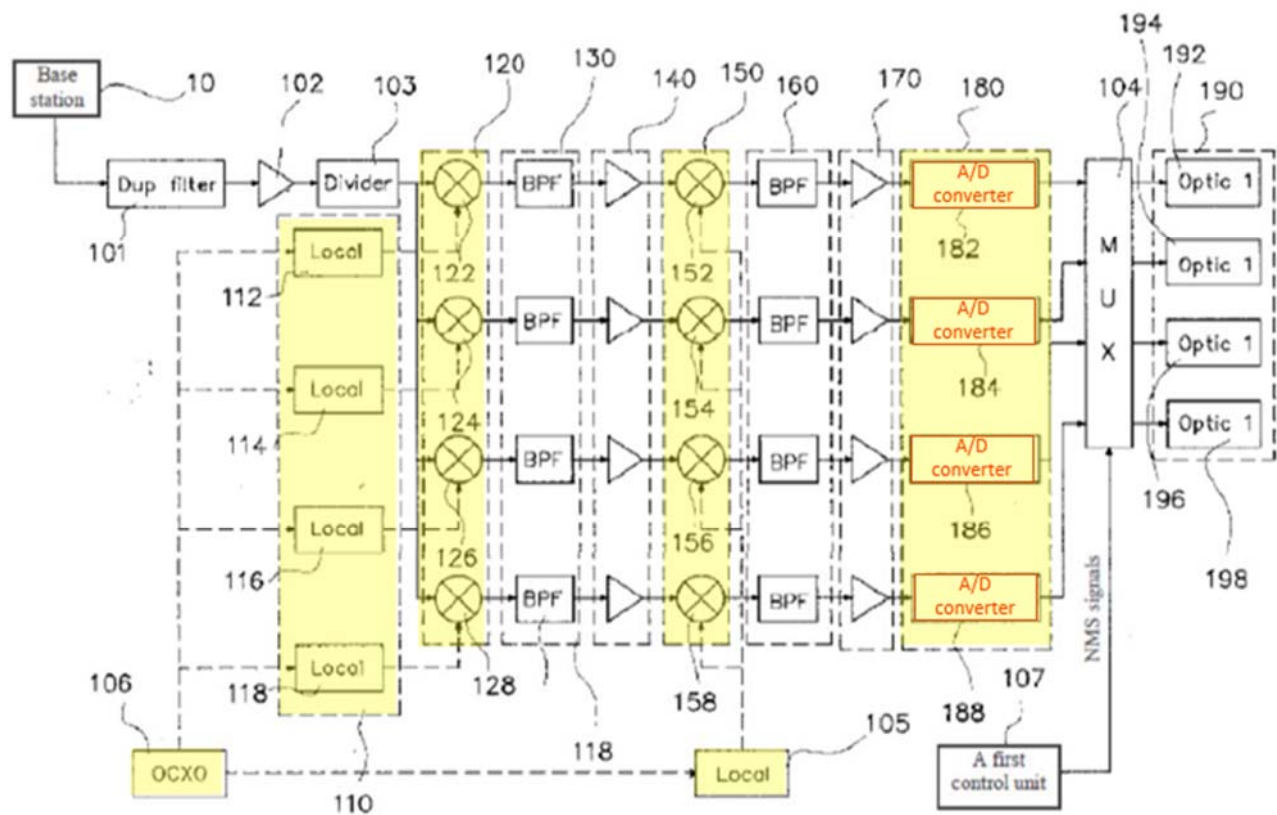 194
192
190
104
180
170
160
150
140
130
120
103
102
10
Base
station
Dup filter
101
Divider
BPF
BPF
A/D
converter
Optic 1
122
152
182
Local
112
M
U
X
Optic 1
BPF
BPF
A/D
converter
Optic 1
124
154
184
Local
114
BPF
BPF
A/D
converter
Optic 1
126
156
186
196
198
Local
116
BPF
BPF
A/D
converter
NMS signals
128
158
188
Local
118
118
106
OCXO
110
105
Local
107
A first
control unit